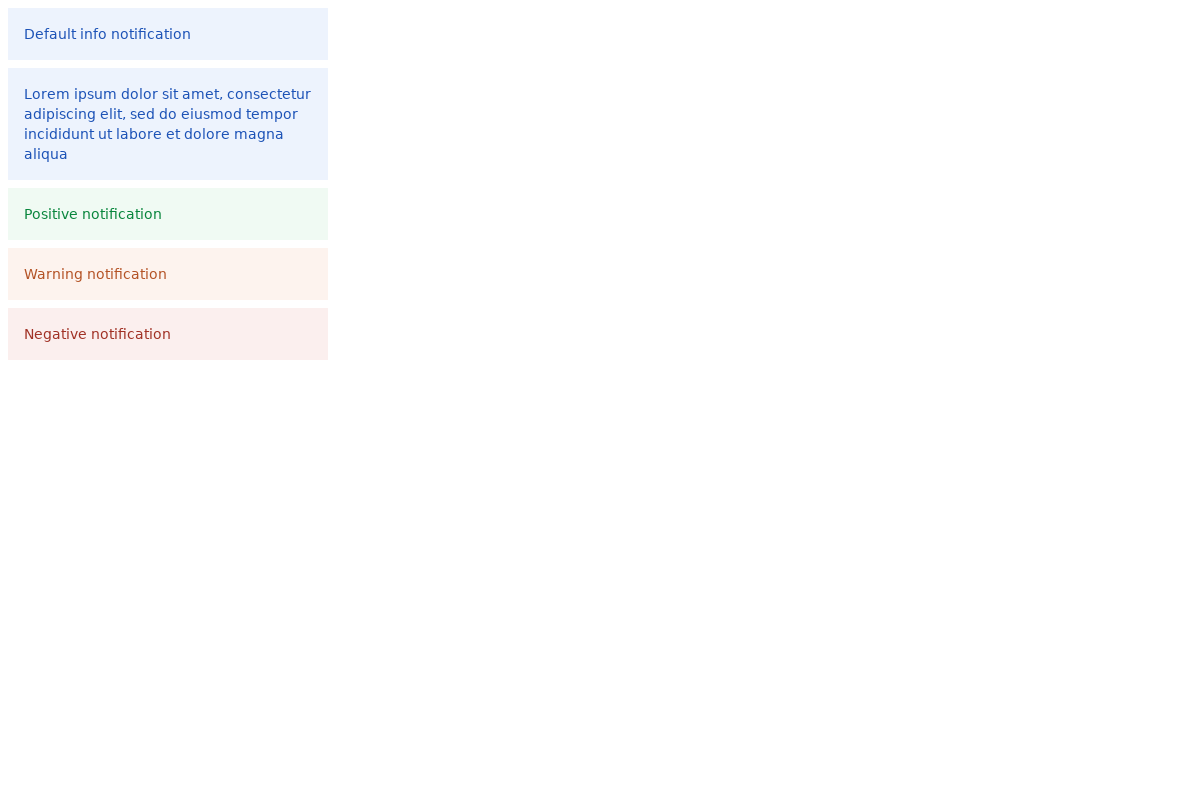 Default info notification
Lorem ipsum dolor sit amet, consectetur
adipiscing elit, sed do eiusmod tempor
incididunt ut labore et dolore magna
aliqua
Positive notification
Warning notification
Negative notification